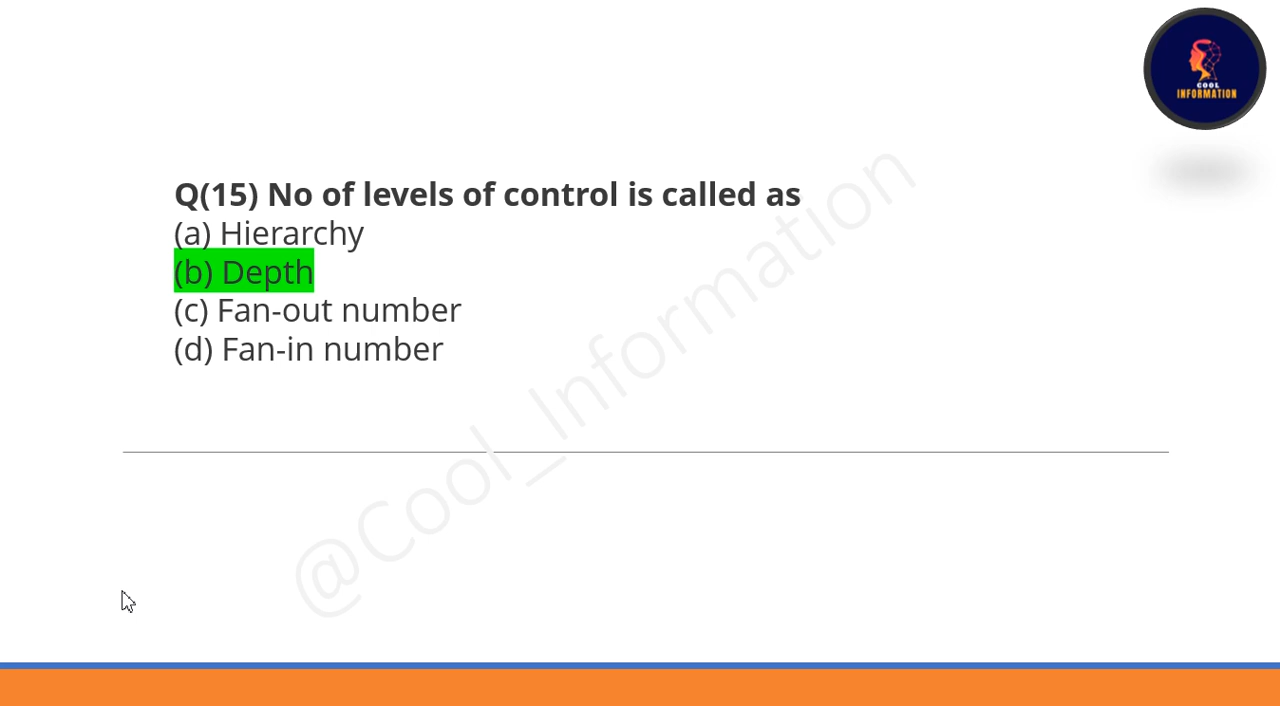 COOL
INFORMATION
Q(15) No of levels of control is called as
(a) Hierarchy
(b) Depth
(c) Fan-out number
(d) Fan-in number
@Cool_Information